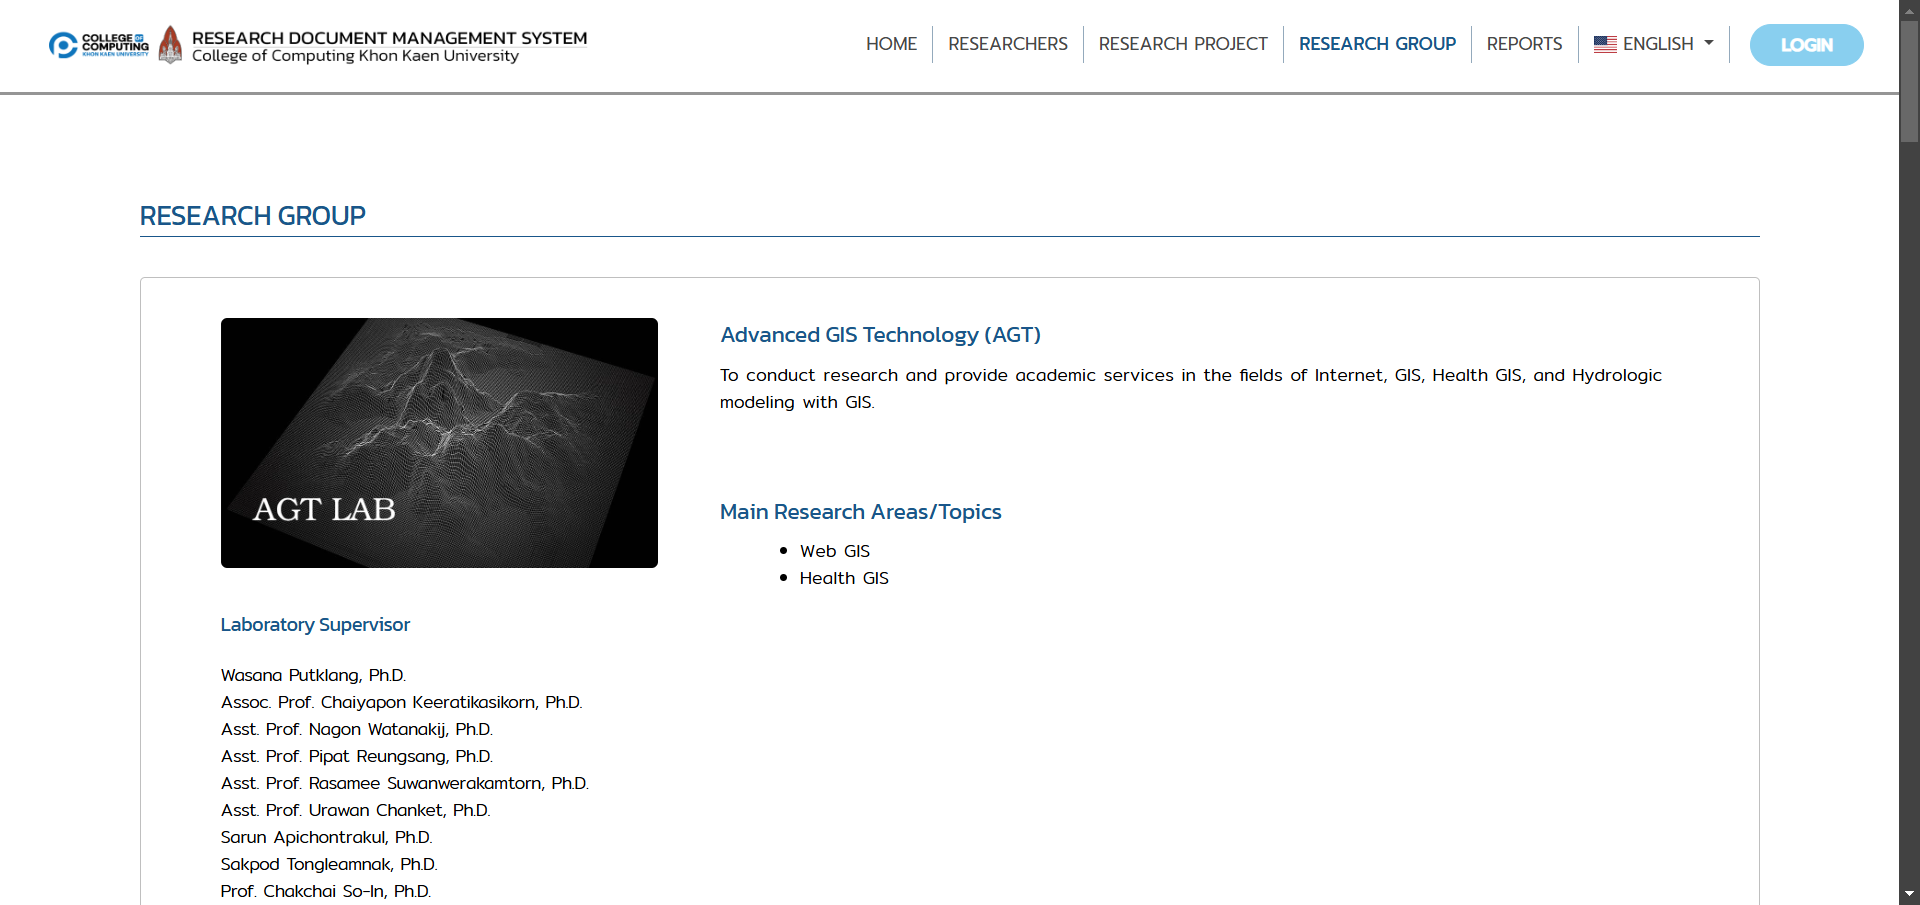 COLLEGE OF
COMPUTING
KHON KAEN UNIVERSITY
RESEARCH DOCUMENT MANAGEMENT SYSTEM
College of Computing Khon Kaen University
HOME
RESEARCHERS
RESEARCH PROJECT
RESEARCH GROUP
REPORTS
ENGLISH
LOGIN
RESEARCH GROUP
AGT LAB
Advanced GIS Technology (AGT)
To conduct research and provide academic services in the fields of Internet, GIS, Health GIS, and Hydrologic
modeling with GIS.
Main Research Areas/Topics
Web GIS
Health GIS
Laboratory Supervisor
Wasana Putklang, Ph.D.
Assoc. Prof. Chaiyapon Keeratikasikorn, Ph.D.
Asst. Prof. Nagon Watanakij, Ph.D.
Asst. Prof. Pipat Reungsang, Ph.D.
Asst. Prof. Rasamee Suwanwerakamtorn, Ph.D.
Asst. Prof. Urawan Chanket, Ph.D.
Sarun Apichontrakul, Ph.D.
Sakpod Tongleamnak, Ph.D.
Prof. Chakchai So-In, Ph.D.